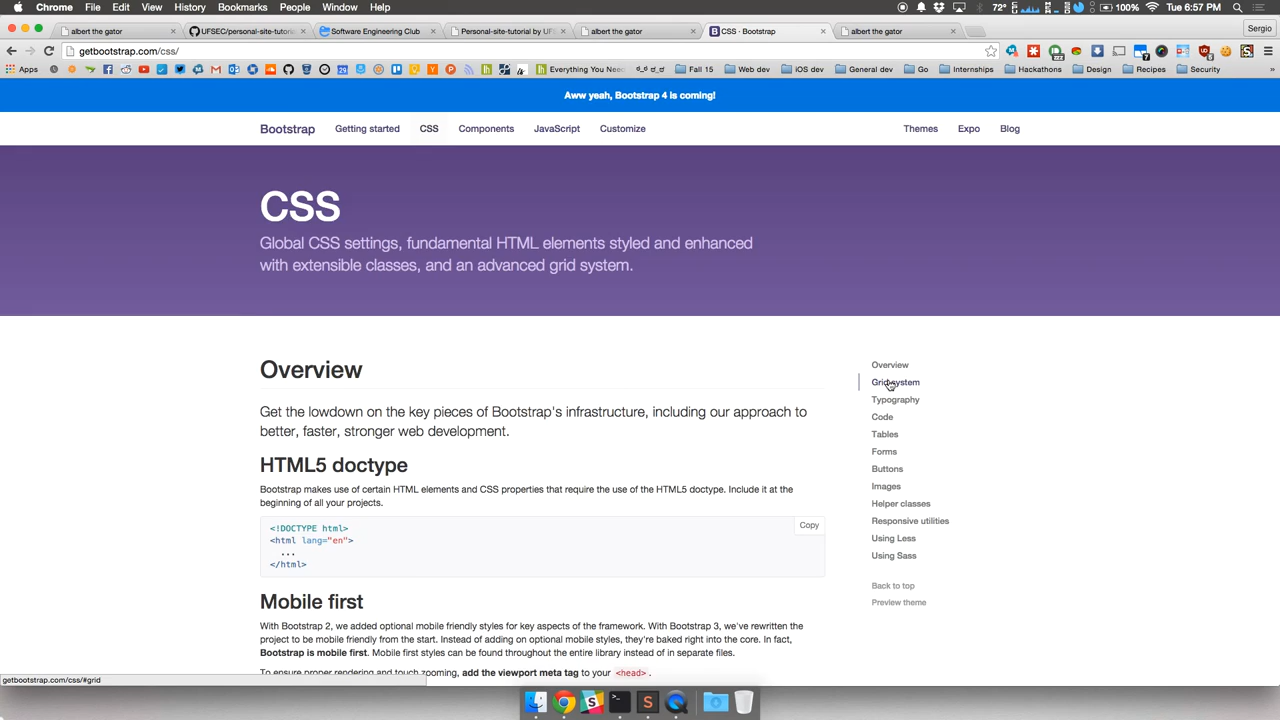 Chrome File Edit View History Bookmarks People Window Help 72° 100% Tue 6:57 PM
albert the gator UFSEC/personal-site-tutoria Software Engineering Club Personal-site-tutorial by UFS albert the gator CSS · Bootstrap albert the gator Sergio
getbootstrap.com/css/
Apps Everything You Need Fall 15 Web dev iOS dev General dev Go Internships Hackathons Design Recipes Security
Aww yeah, Bootstrap 4 is coming!
Bootstrap Getting started CSS Components JavaScript Customize Themes Expo Blog
CSS
Global CSS settings, fundamental HTML elements styled and enhanced
with extensible classes, and an advanced grid system.
Overview
Get the lowdown on the key pieces of Bootstrap's infrastructure, including our approach to
better, faster, stronger web development.
HTML5 doctype
Bootstrap makes use of certain HTML elements and CSS properties that require the use of the HTML5 doctype. Include it at the
beginning of all your projects.
Copy
<!DOCTYPE html>
<html lang="en">
...
</html>
Mobile first
With Bootstrap 2, we added optional mobile friendly styles for key aspects of the framework. With Bootstrap 3, we've rewritten the
project to be mobile friendly from the start. Instead of adding on optional mobile styles, they're baked right into the core. In fact,
Bootstrap is mobile first. Mobile first styles can be found throughout the entire library instead of in separate files.
To ensure proper rendering and touch zooming, add the viewport meta tag to your <head>.
Overview
Grid system
Typography
Code
Tables
Forms
Buttons
Images
Helper classes
Responsive utilities
Using Less
Using Sass
Back to top
Preview theme
getbootstrap.com/css/#grid